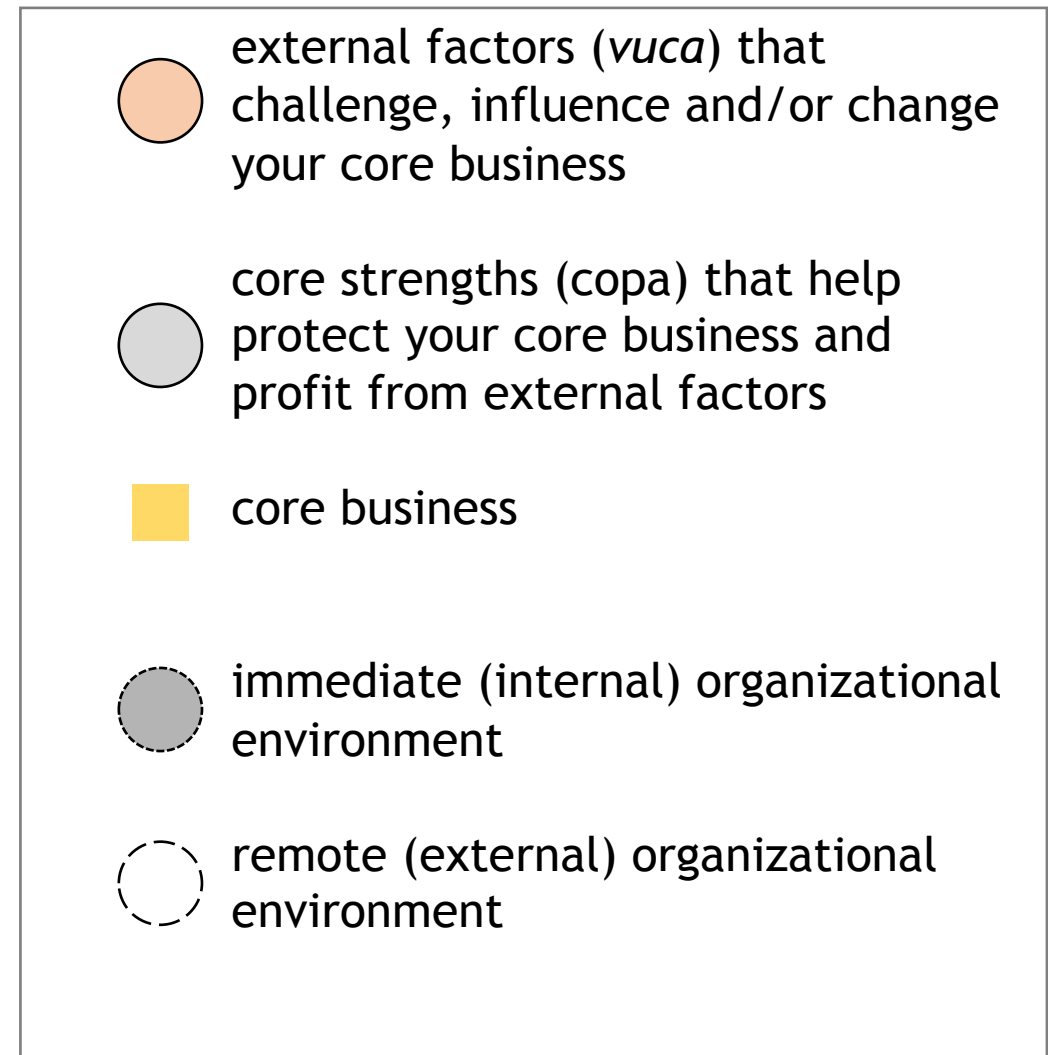 external factors (vuca) that
challenge, influence and/or change
your core business
core strengths (copa) that help
protect your core business and
profit from external factors
core business
immediate (internal) organizational
environment
remote (external) organizational
environment